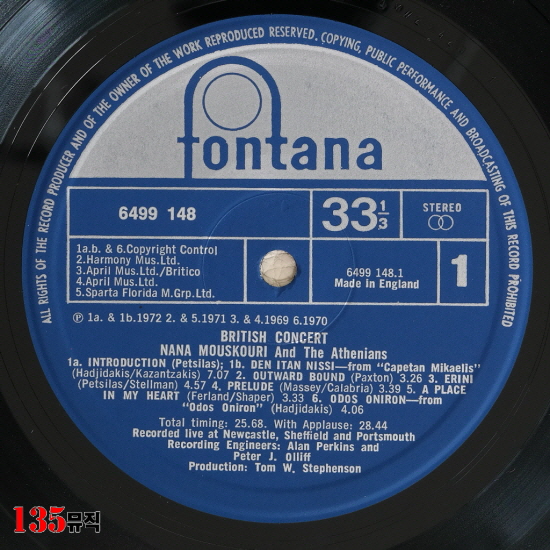 ALL RIGHTS OF THE RECORD PRODUCER AND OF THE OWNER OF THE WORK REPRODUCED RESERVED. COPYING, PUBLIC PERFORMANCE AND BROADCASTING OF THIS RECORD PROHIBITED
fontana
6499 148
33 1/3
STEREO
1a.b. & 6.Copyright Control
2.Harmony Mus.Ltd.
3.April Mus.Ltd./Britico
4.April Mus.Ltd.
5.Sparta Florida M.Grp.Ltd.
6499 148.1
Made in England
1
℗ 1a. & 1b.1972 2. & 5.1971 3. & 4.1969 6.1970
BRITISH CONCERT
NANA MOUSKOURI And The Athenians
1a. INTRODUCTION (Petsilas); 1b. DEN ITAN NISSI—from "Capetan Mikaelis"
(Hadjidakis/Kazantzakis) 7.07 2. OUTWARD BOUND (Paxton) 3.26 3. ERINI
(Petsilas/Stellman) 4.57 4. PRELUDE (Massey/Calabria) 3.39 5. A PLACE
IN MY HEART (Ferland/Shaper) 3.33 6. ODOS ONIRON—from
"Odos Oniron" (Hadjidakis) 4.06
Total timing: 25.68. With Applause: 28.44
Recorded live at Newcastle, Sheffield and Portsmouth
Recording Engineers: Alan Perkins and
Peter J. Olliff
Production: Tom W. Stephenson
135뮤직